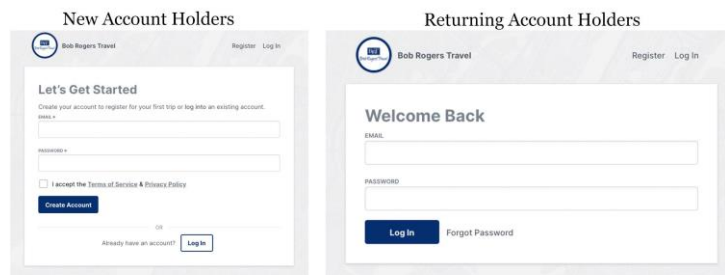 New Account Holders
Bob Rogers Travel
Register Log In
Let's Get Started
Create your account to register for your first trip or log into an existing account.
EMAIL *
PASSWORD *
I accept the Terms of Service & Privacy Policy
Create Account
OR
Already have an account? Log In
Returning Account Holders
Bob Rogers Travel
Register Log In
Welcome Back
EMAIL
PASSWORD
Log In Forgot Password